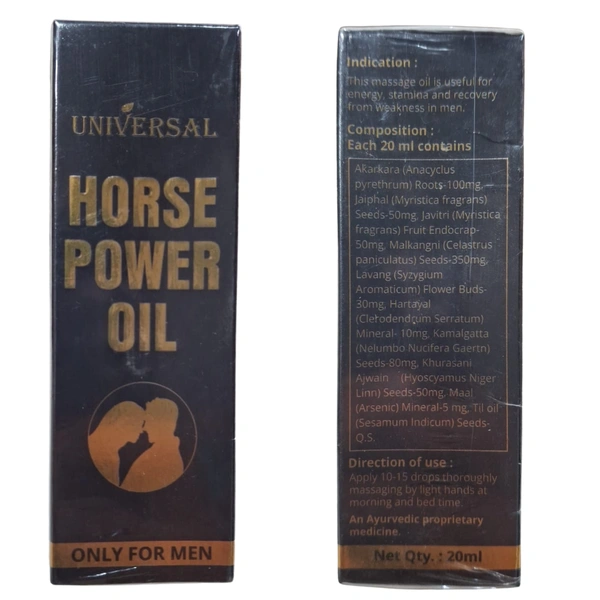 UNIVERSAL
HORSE
POWER
OIL
ONLY FOR MEN
Indication :
This massage oil is useful for
energy, stamina and recovery
from weakness in men.
Composition :
Each 20 ml contains
Akarkara (Anacyclus
pyrethrum) Roots-100mg,
Jaiphal (Myristica fragrans)
Seeds-50mg, Javitri (Myristica
fragrans) Fruit Endocrap-
50mg, Malkangni (Celastrus
paniculatus) Seeds-350mg,
Lavang (Syzygium
Aromaticum) Flower Buds-
30mg, Hartayal
(Clerodendrum Serratum)
Mineral- 10mg, Kamalgatta
(Nelumbo Nucifera Gaertn)
Seeds-80mg, Khurasani
Ajwain (Hyoscyamus Niger
Linn) Seeds-50mg, Maal
(Arsenic) Mineral-5 mg, Til oil
(Sesamum Indicum) Seeds-
Q.S.
Direction of use :
Apply 10-15 drops thoroughly
massaging by light hands at
morning and bed time.
An Ayurvedic proprietary
medicine.
Net Qty. : 20ml